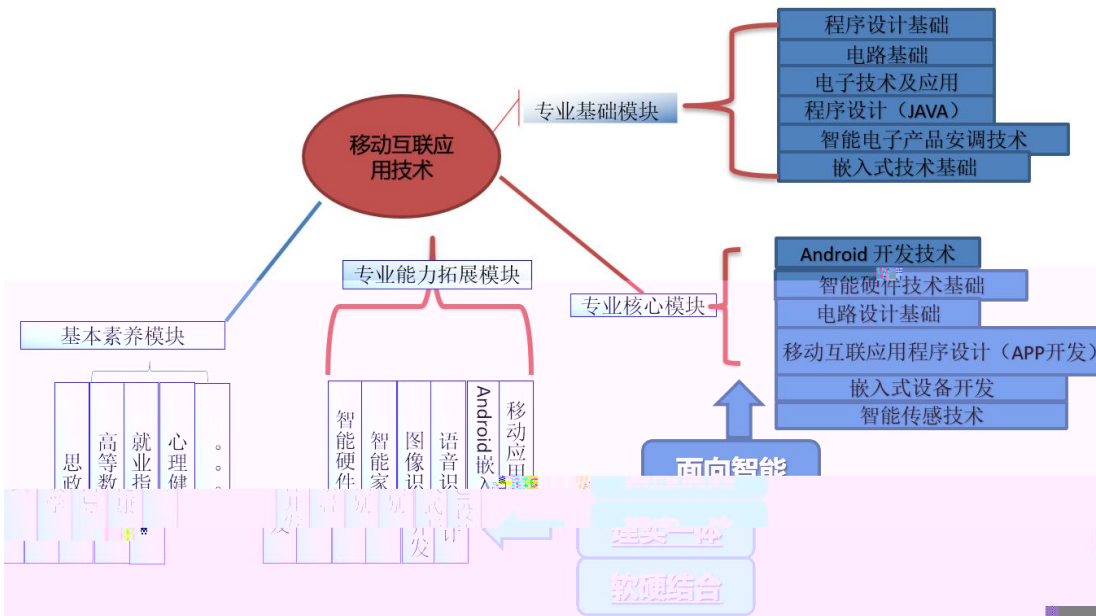 移动互联应
用技术
专业基础模块
程序设计基础
电路基础
电子技术及应用
程序设计（JAVA）
智能电子产品安调技术
嵌入式技术基础
专业核心模块
Android 开发技术
智能硬件技术基础
电路设计基础
移动互联应用程序设计（APP开发）
嵌入式设备开发
智能传感技术
专业能力拓展模块
智能硬件
智能家
图像识
语音识
Android嵌入
移动应用
基本素养模块
思政
高等数
就业指
心理健
。。。
面向智能
软硬结合